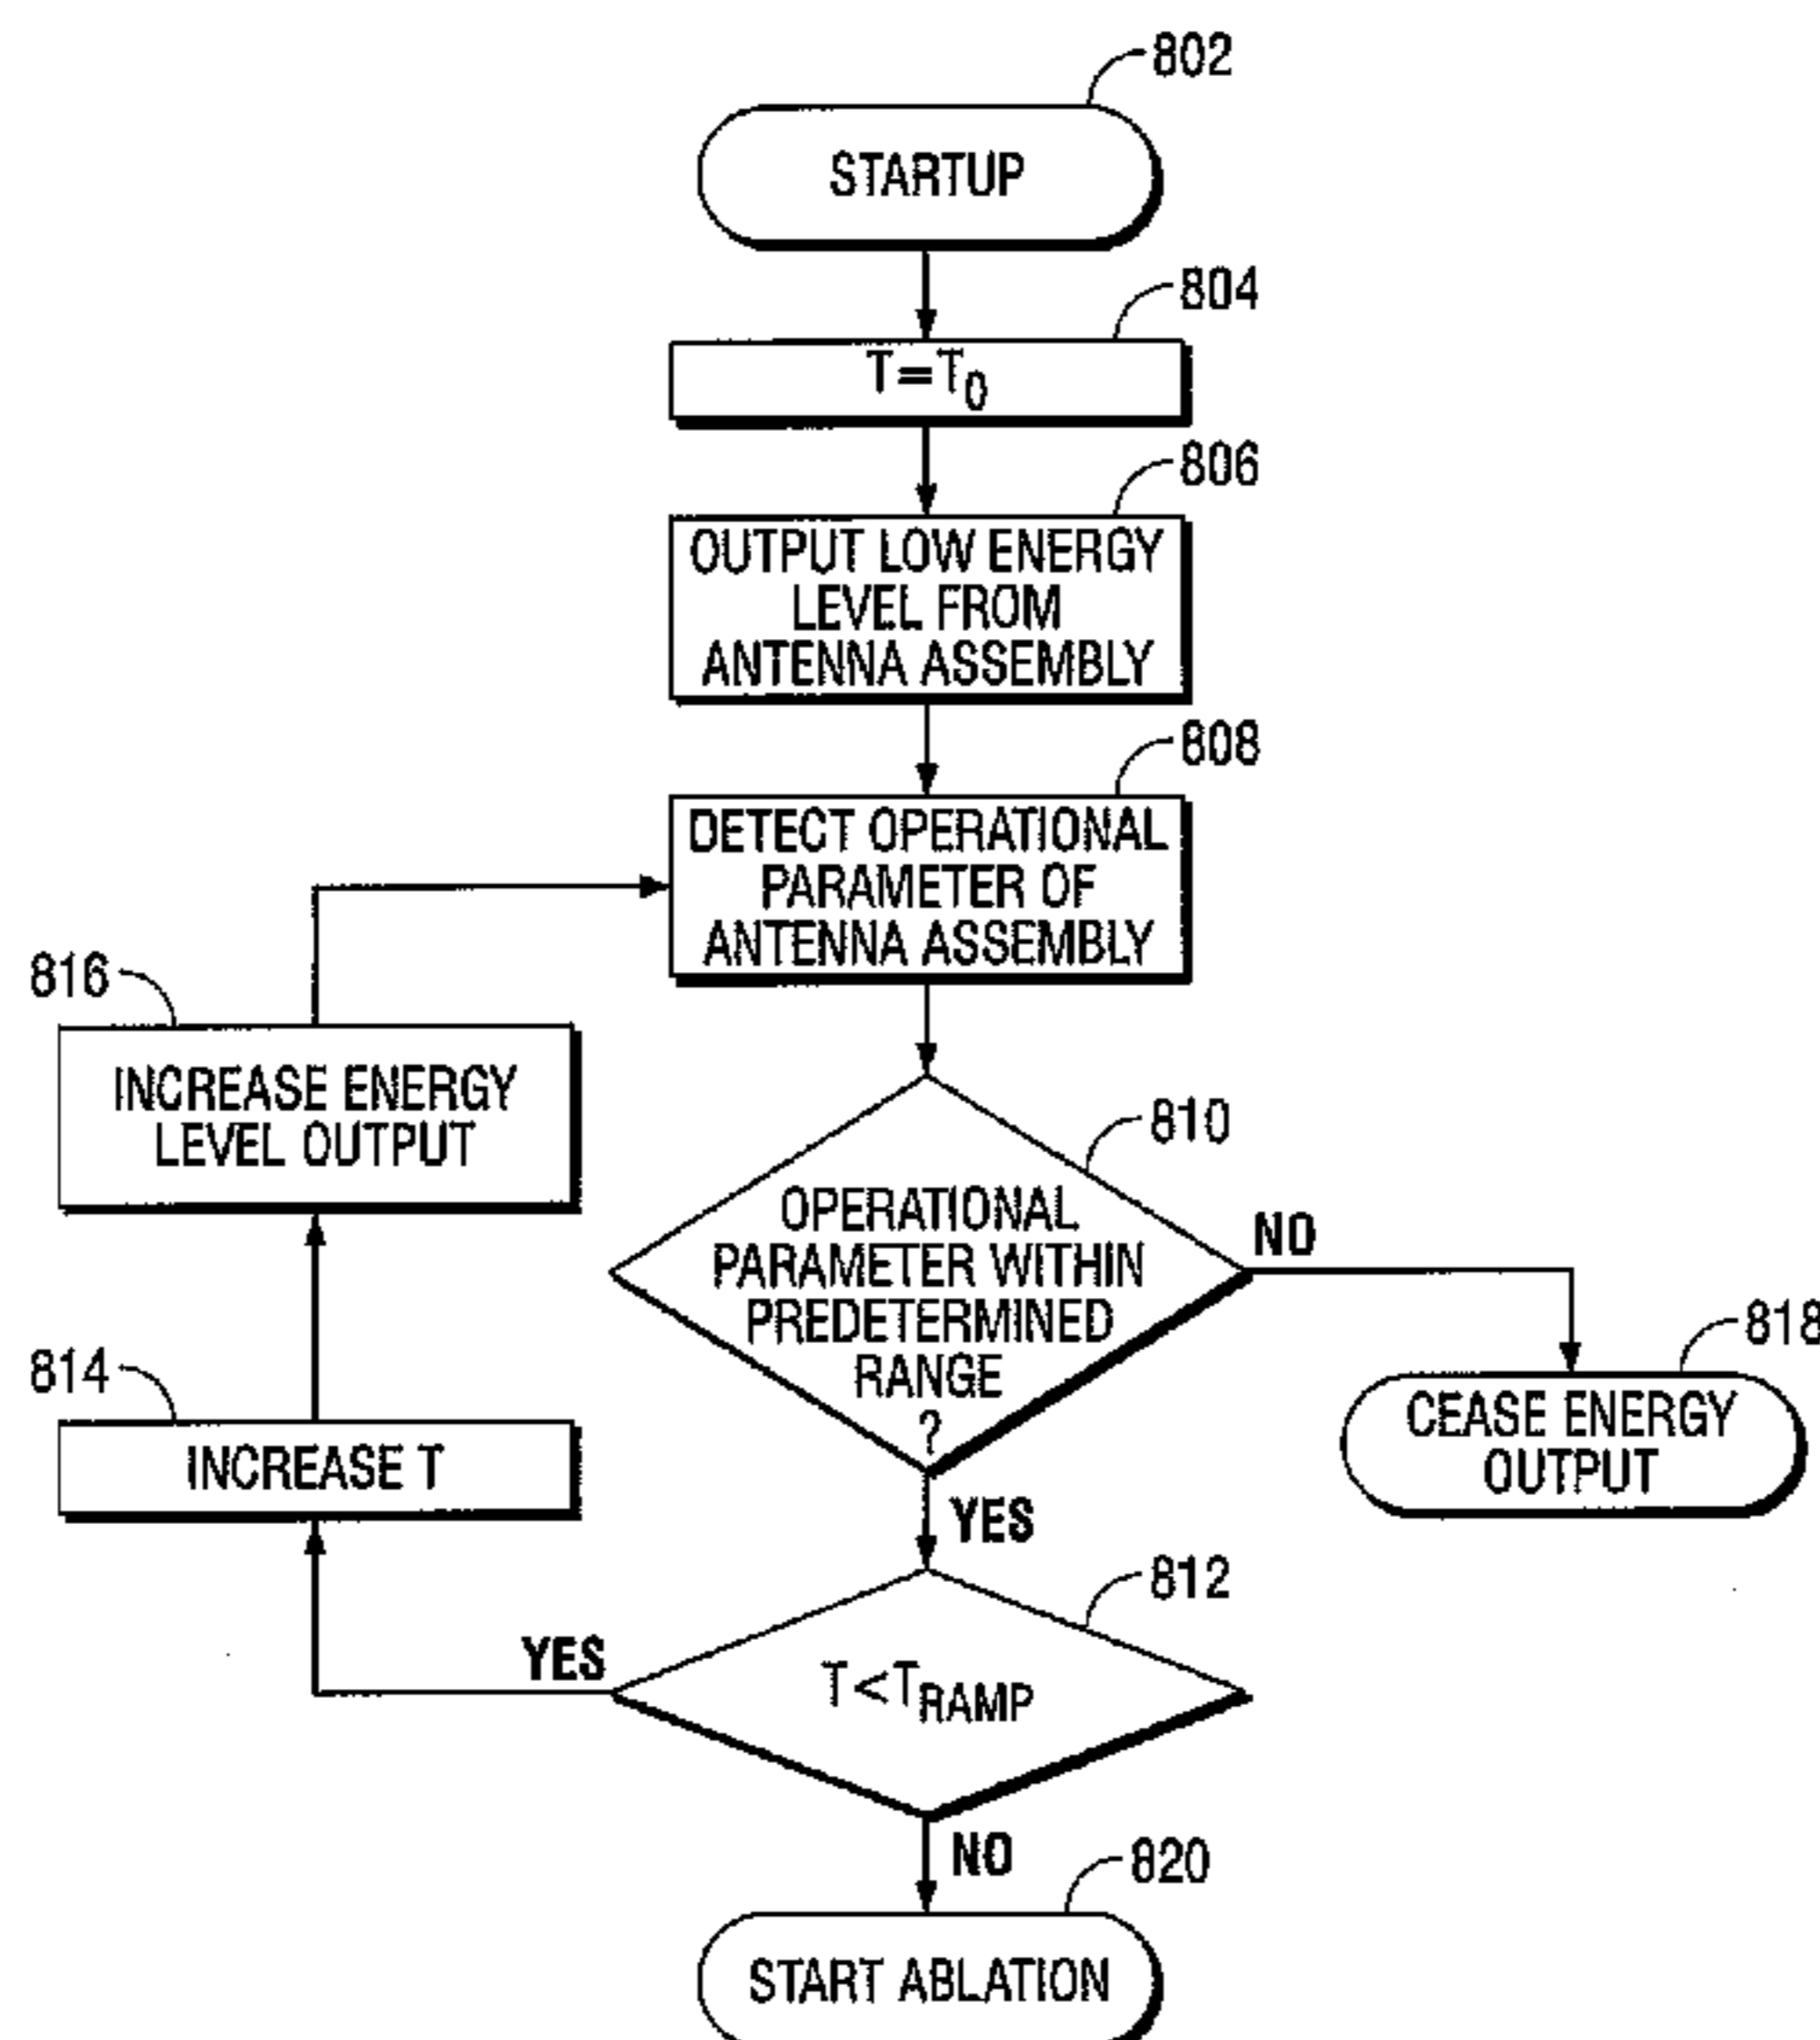 802
STARTUP
804
T=T0
806
OUTPUT LOW ENERGY
LEVEL FROM
ANTENNA ASSEMBLY
808
DETECT OPERATIONAL
PARAMETER OF
ANTENNA ASSEMBLY
816
INCREASE ENERGY
LEVEL OUTPUT
810
OPERATIONAL
PARAMETER WITHIN
PREDETERMINED
RANGE
?
NO
818
CEASE ENERGY
OUTPUT
814
INCREASE T
YES
812
YES
T<TRAMP
NO
820
START ABLATION